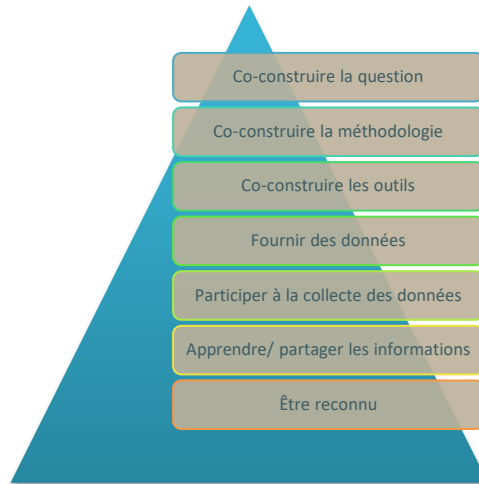 Co-construire la question
Co-construire la méthodologie
Co-construire les outils
Fournir des données
Participer à la collecte des données
Apprendre/ partager les informations
Être reconnu